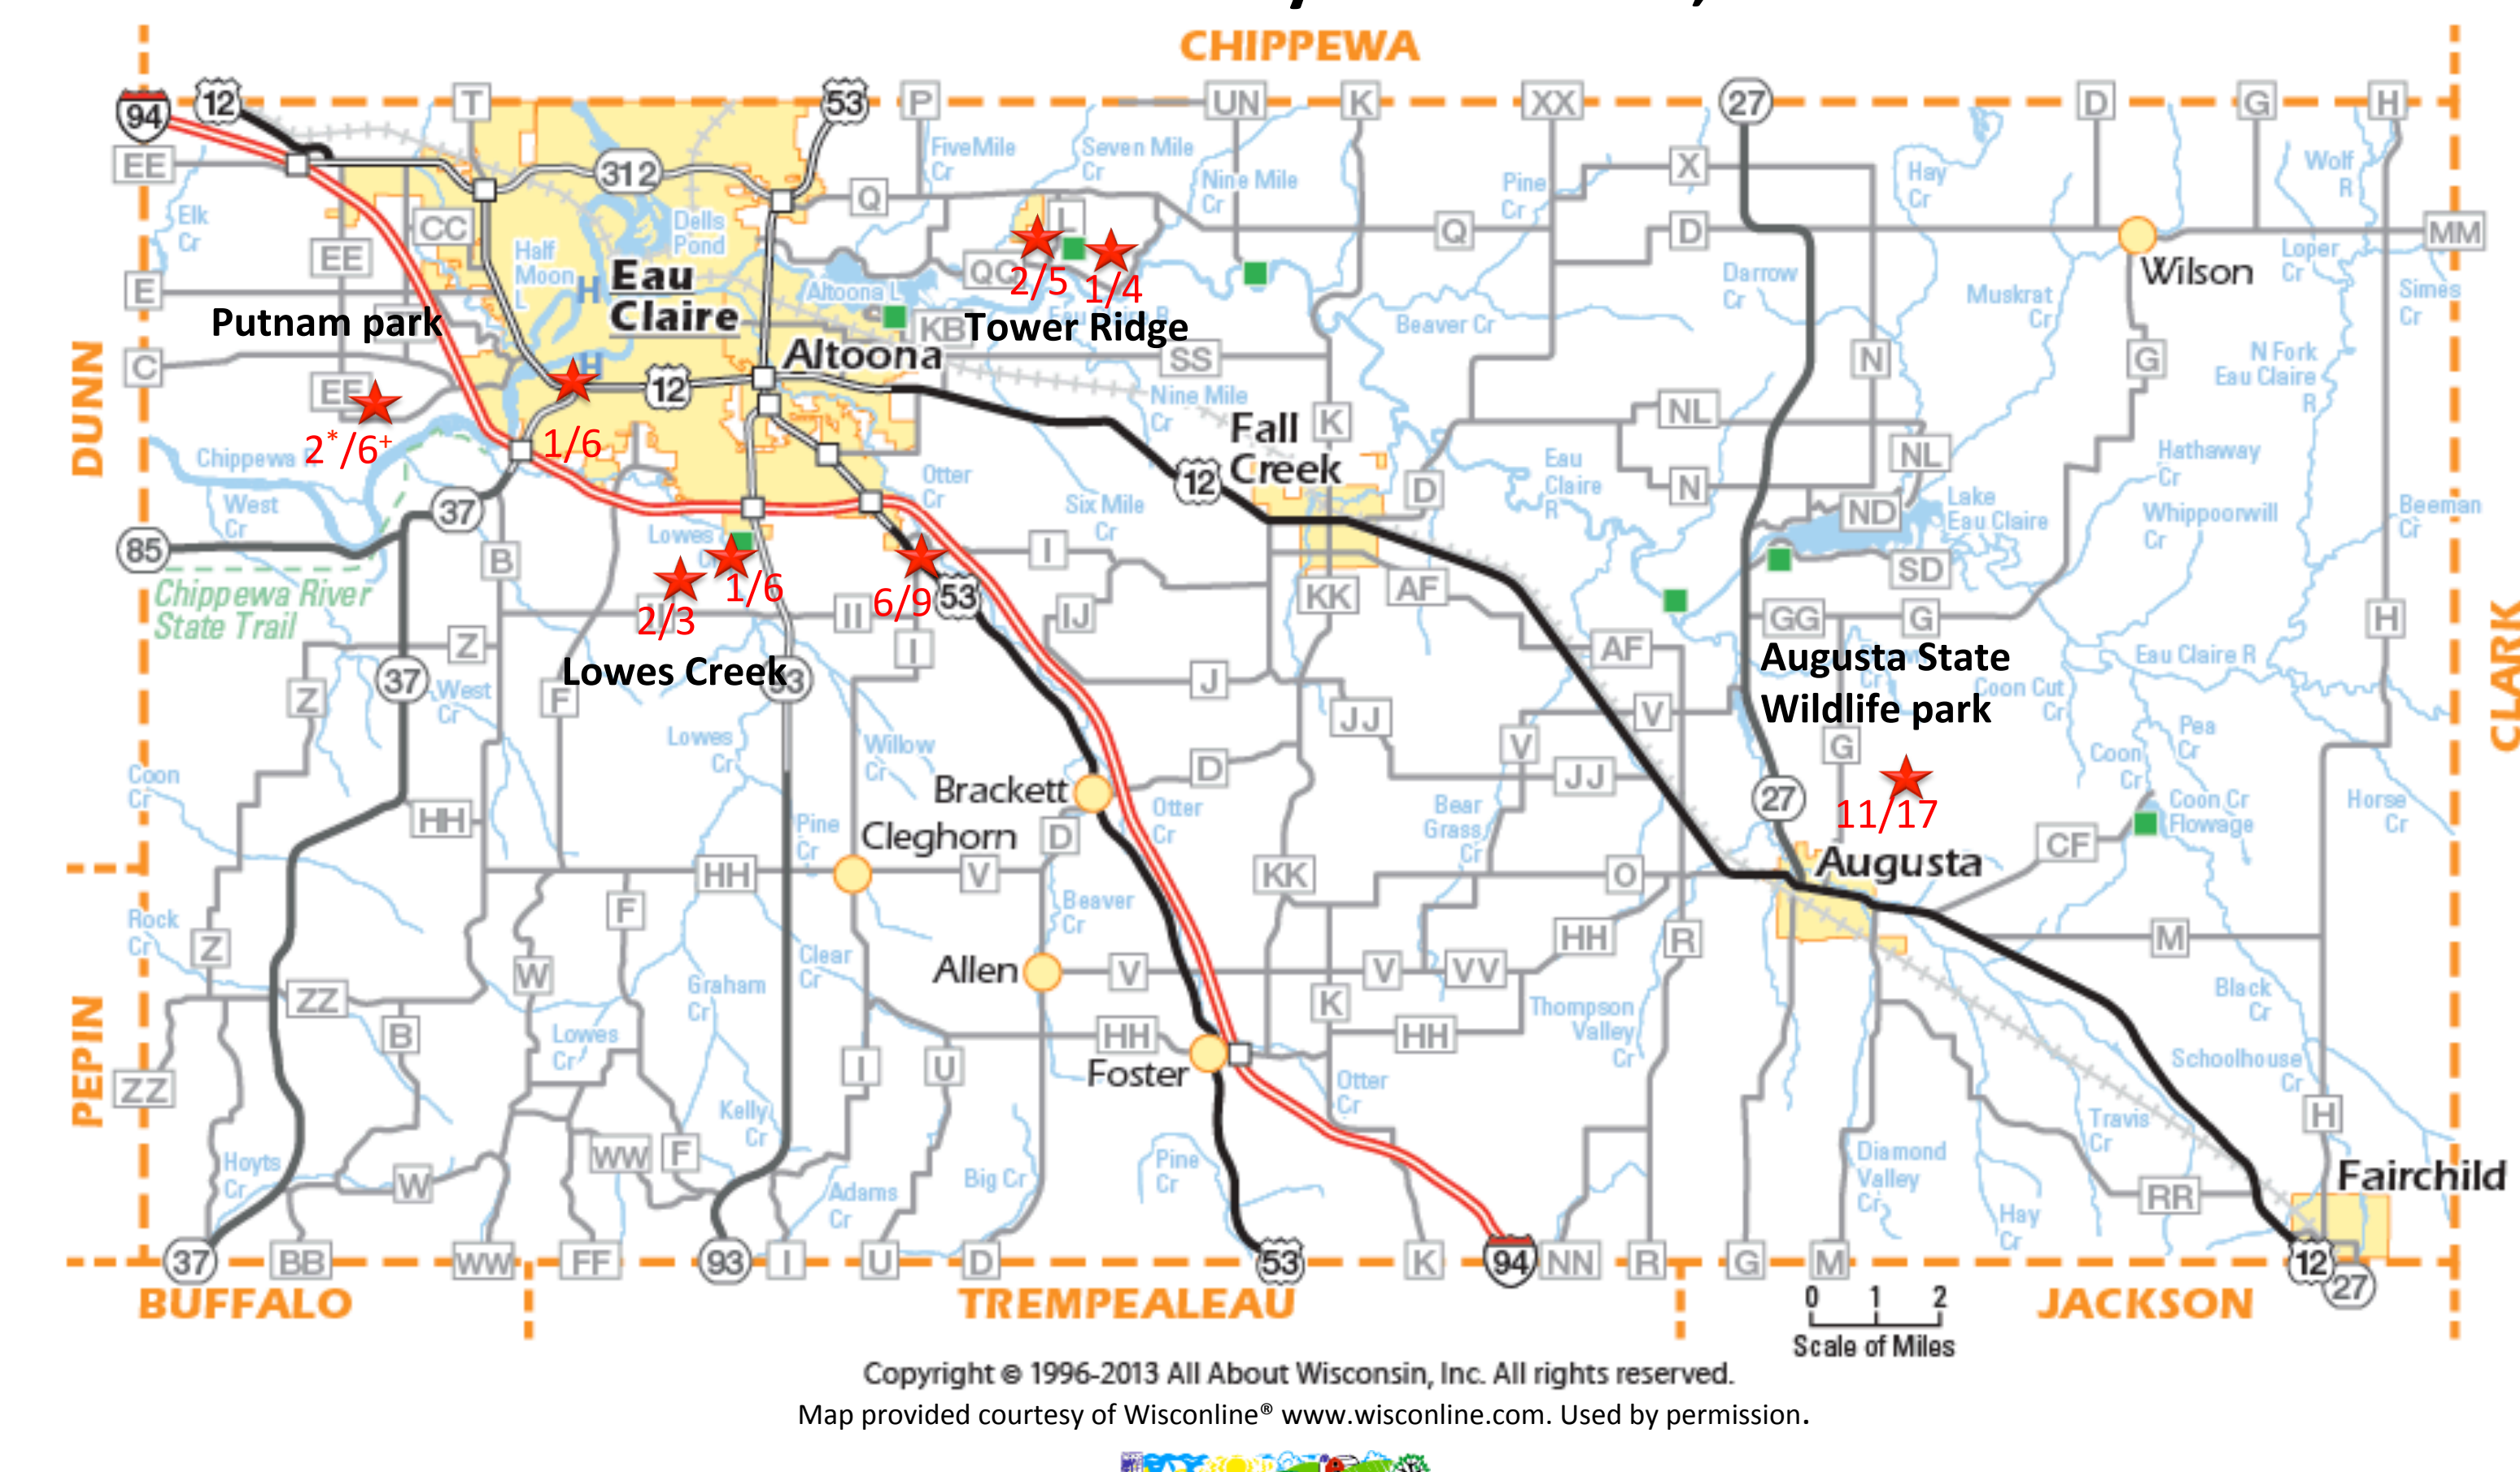 CHIPPEWA
94
12
T
53
P
UN
K
XX
27
D
G
H
EE
312
FiveMile
Cr
Seven Mile
Cr
Nine Mile
Cr
Pine
Cr
X
Hay
Cr
Wolf
R
Elk
Cr
CC
Q
L
Dells
Pond
Q
D
MM
EE
Half
Moon
L
H
Eau
Claire
Altoona L
QC
2/5
1/4
Darrow
Cr
Wilson
Loper
Cr
Simes
Cr
E
Putnam park
KB
Tower Ridge
Beaver Cr
Muskrat
Cr
C
H
Altoona
SS
N
G
N Fork
Eau Claire
R
DUNN
EE
12
Nine Mile
Cr
NL
2*/6+
1/6
Fall
Creek
K
NL
Hathaway
Cr
Chippewa R
West
Cr
Otter
Cr
12
D
Eau
Claire
R
N
ND
Lake
Eau Claire
Whippoorwill
Cr
Beeman
Cr
37
85
B
Lowes
Six Mile
Cr
I
SD
Chippewa River
State Trail
2/3
1/6
6/9
53
II
IJ
KK
AF
GG
G
H
CLARK
Z
Lowes Creek
I
AF
Augusta State
Wildlife park
Eau Claire R
Z
37
West
Cr
F
93
J
JJ
V
Coon Cut
Cr
Pea
Cr
Lowes
Cr
Willow
Cr
D
V
G
Coon
Cr
Coon
Cr
Brackett
JJ
27
11/17
Coon Cr
Flowage
Horse
Cr
HH
Pine
Cr
Cleghorn
D
Otter
Cr
Bear
Grass
Cr
CF
HH
V
KK
O
Augusta
Rock
Cr
F
Beaver
Cr
Z
Clear
Cr
HH
R
M
W
Allen
V
V
VV
ZZ
Graham
Cr
K
Thompson
Valley
Cr
Black
Cr
PEPIN
B
Lowes
Cr
HH
HH
ZZ
I
U
Foster
Otter
Cr
Schoolhouse
Cr
Kelly
Cr
Travis
Cr
H
Hoyts
Cr
WW
F
W
Adams
Cr
Big Cr
Pine
Cr
Diamond
Valley
Cr
Hay
Cr
RR
Fairchild
37
BB
WW
FF
93
I
U
D
53
K
94
NN
R
G
M
12
27
BUFFALO
TREMPEALEAU
JACKSON
0 1 2
Scale of Miles
Copyright © 1996-2013 All About Wisconsin, Inc. All rights reserved.
Map provided courtesy of Wisconline® www.wisconline.com. Used by permission.